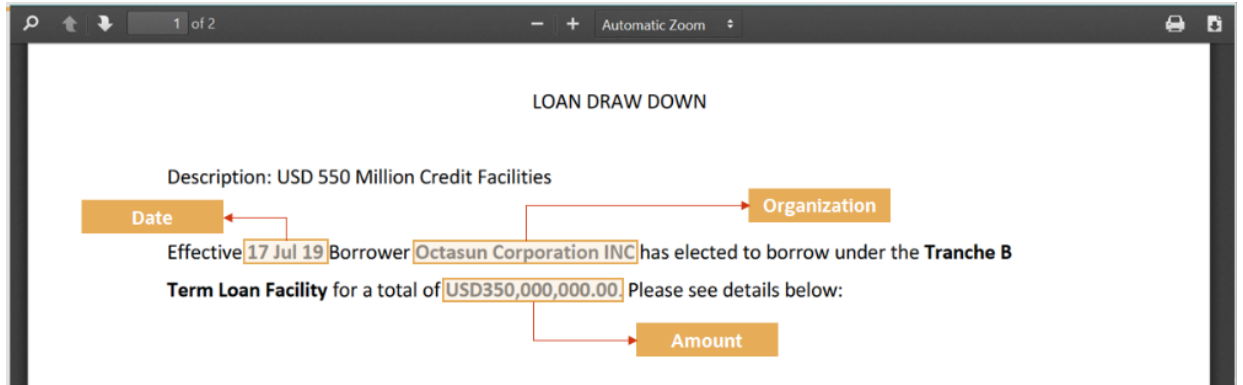 1 of 2 − + Automatic Zoom
LOAN DRAW DOWN
Description: USD 550 Million Credit Facilities
Organization
Date
Effective 17 Jul 19 Borrower Octasun Corporation INC has elected to borrow under the Tranche B
Term Loan Facility for a total of USD350,000,000.00. Please see details below:
Amount